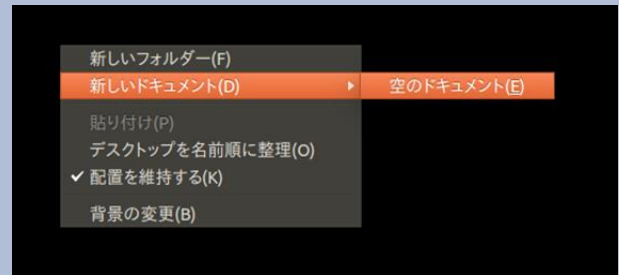 新しいフォルダー(F)
新しいドキュメント(D)
空のドキュメント(E)
貼り付け(P)
デスクトップを名前順に整理(O)
✔ 配置を維持する(K)
背景の変更(B)